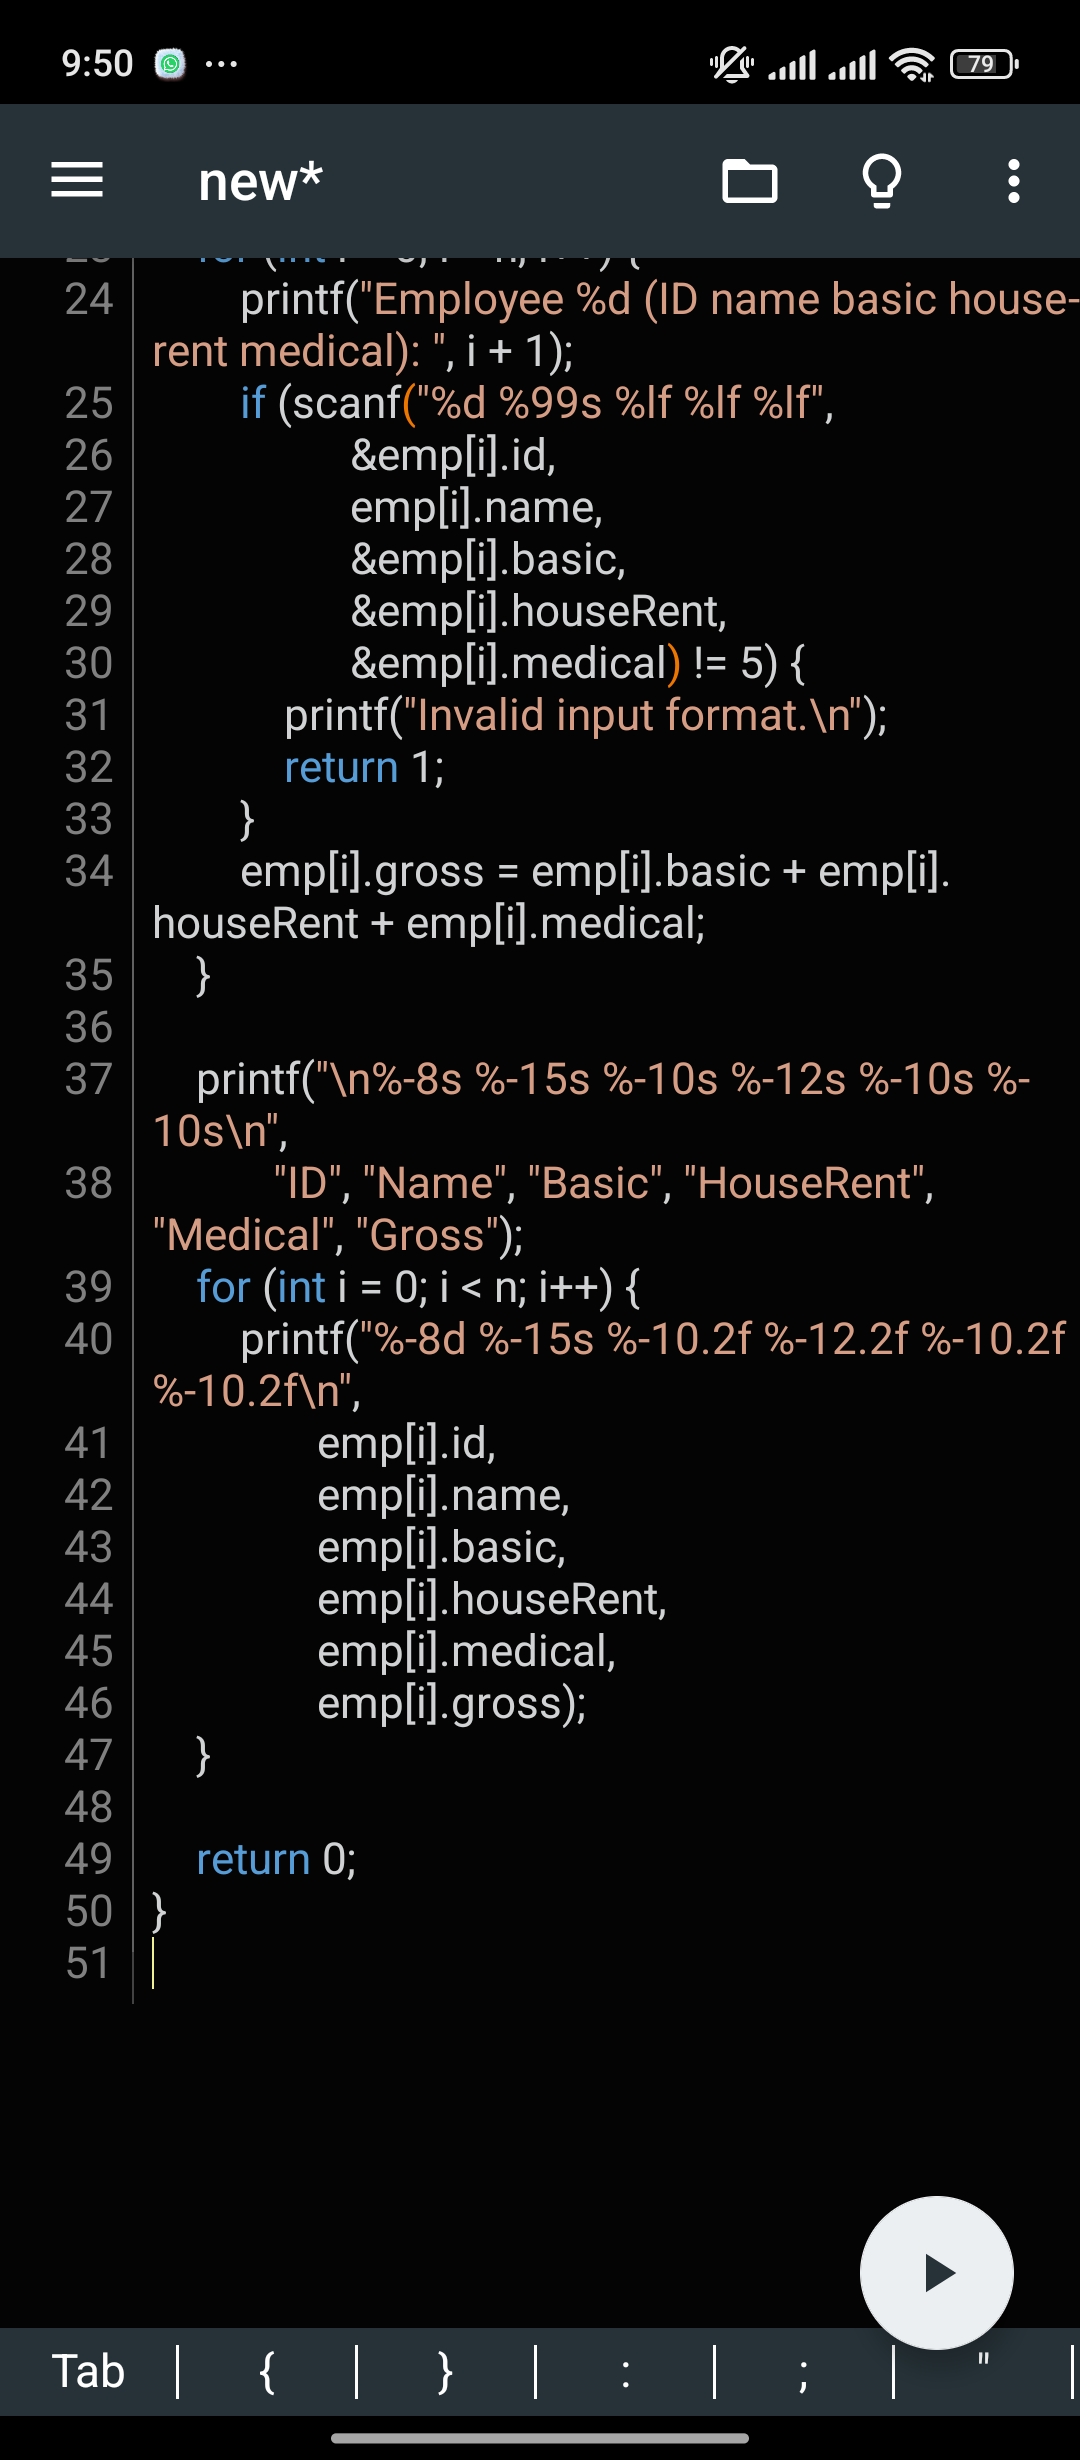 9:50
79
new*
24 printf("Employee %d (ID name basic house-
rent medical): ", i + 1);
25 if (scanf("%d %99s %lf %lf %lf",
26 &emp[i].id,
27 emp[i].name,
28 &emp[i].basic,
29 &emp[i].houseRent,
30 &emp[i].medical) != 5) {
31 printf("Invalid input format.\n");
32 return 1;
33 }
34 emp[i].gross = emp[i].basic + emp[i].
houseRent + emp[i].medical;
35 }
36
37 printf("\n%-8s %-15s %-10s %-12s %-10s %-
10s\n",
38 "ID", "Name", "Basic", "HouseRent",
"Medical", "Gross");
39 for (int i = 0; i < n; i++) {
40 printf("%-8d %-15s %-10.2f %-12.2f %-10.2f
%-10.2f\n",
41 emp[i].id,
42 emp[i].name,
43 emp[i].basic,
44 emp[i].houseRent,
45 emp[i].medical,
46 emp[i].gross);
47 }
48
49 return 0;
50 }
51
Tab { } : ; "